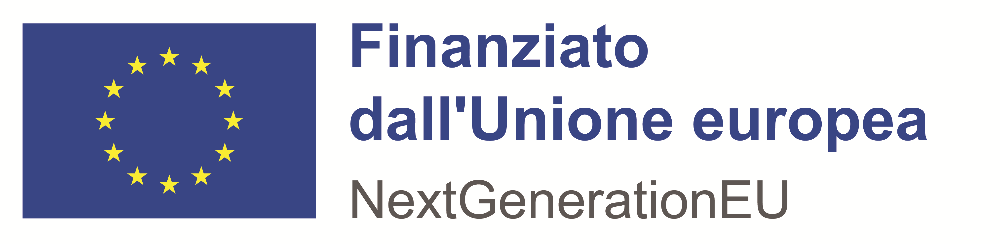 Finanziato
dall'Unione europea
NextGenerationEU